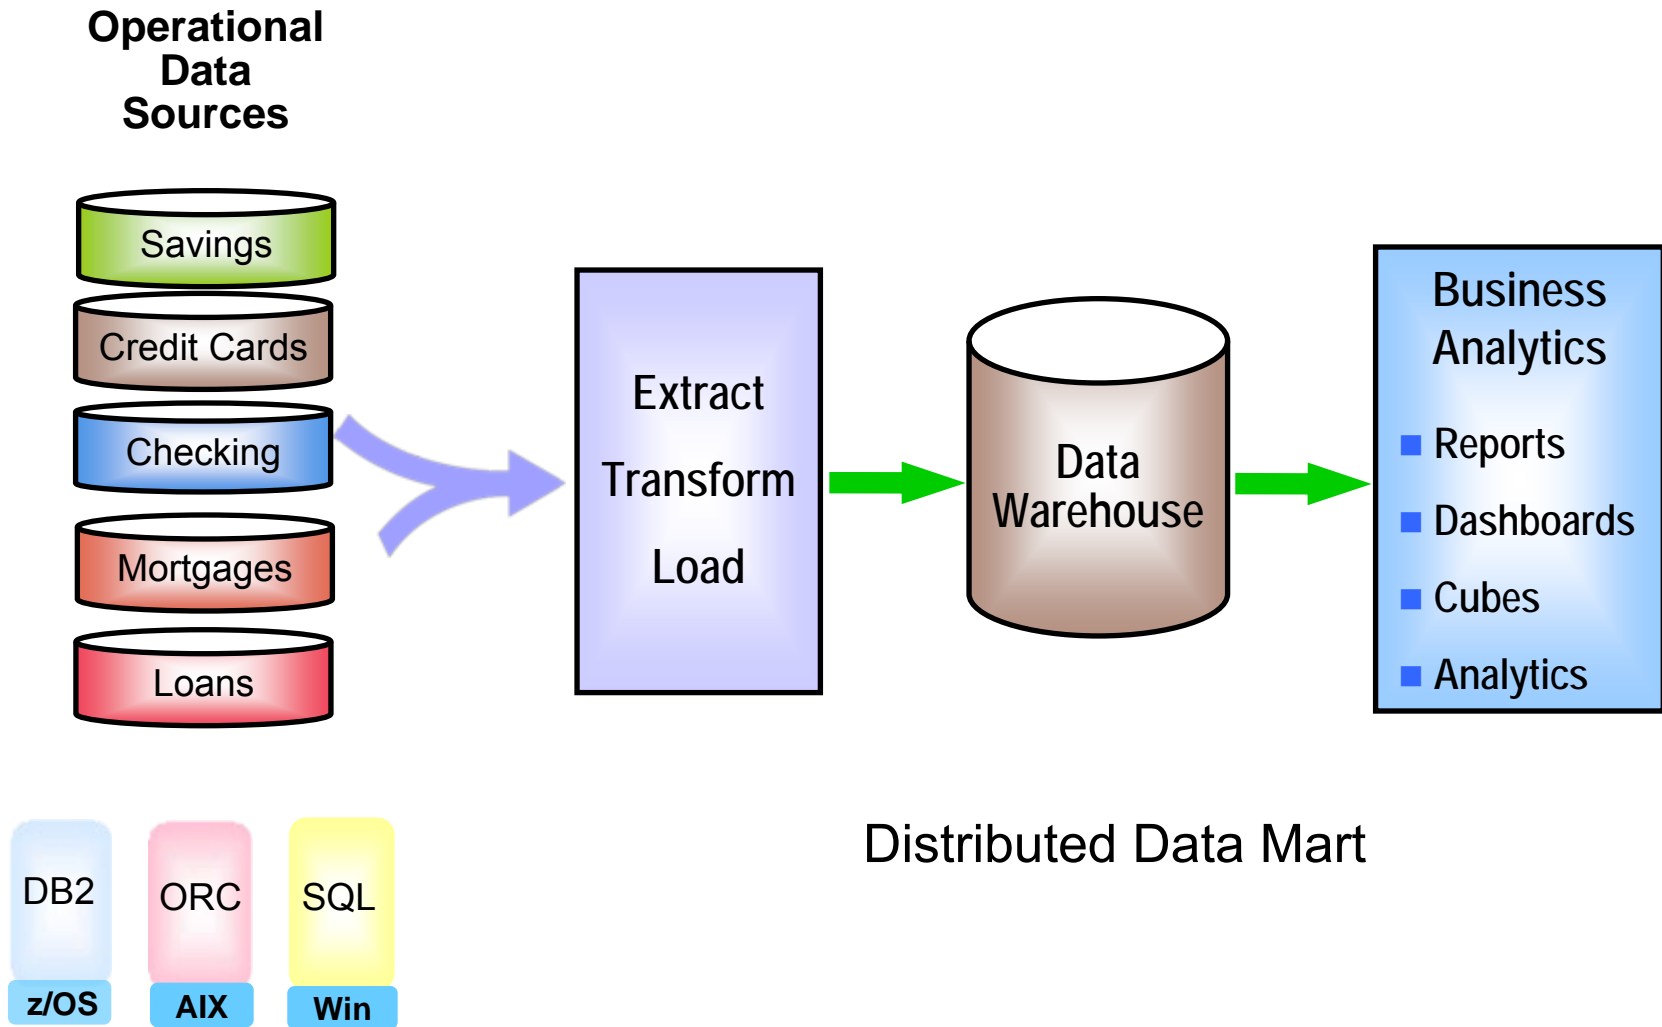 Operational
Data
Sources
Savings
Credit Cards
Checking
Mortgages
Loans
Extract
Transform
Load
Data
Warehouse
Business
Analytics
Reports
Dashboards
Cubes
Analytics
Distributed Data Mart
DB2
ORC
SQL
z/OS
AIX
Win